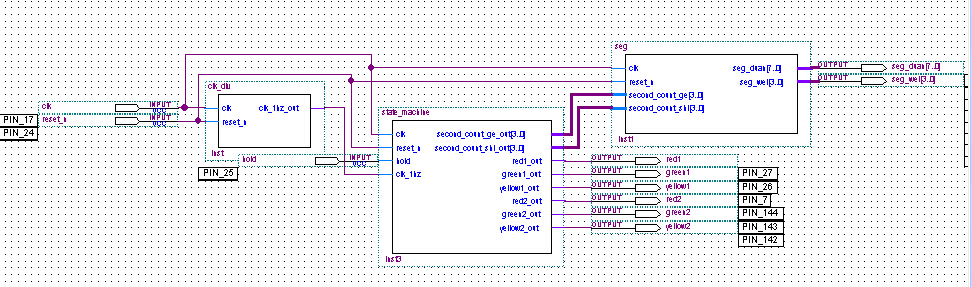 seg
clk
reset_n
second_count_ge[3..0]
second_count_shi[3..0]
seg_duan[7..0]
seg_wei[3..0]
inst1
OUTPUT
seg_duan[7..0]
OUTPUT
seg_wei[3..0]
clk_div
clk
reset_n
clk_1hz_out
inst
clk
INPUT
VCC
reset_n
INPUT
VCC
PIN_17
PIN_24
hold
INPUT
VCC
PIN_25
state_machine
clk
reset_n
hold
clk_1hz
second_count_ge_out[3..0]
second_count_shi_out[3..0]
red1_out
green1_out
yellow1_out
red2_out
green2_out
yellow2_out
inst3
OUTPUT
red1
OUTPUT
green1
OUTPUT
yellow1
OUTPUT
red2
OUTPUT
green2
OUTPUT
yellow2
PIN_27
PIN_26
PIN_7
PIN_144
PIN_143
PIN_142